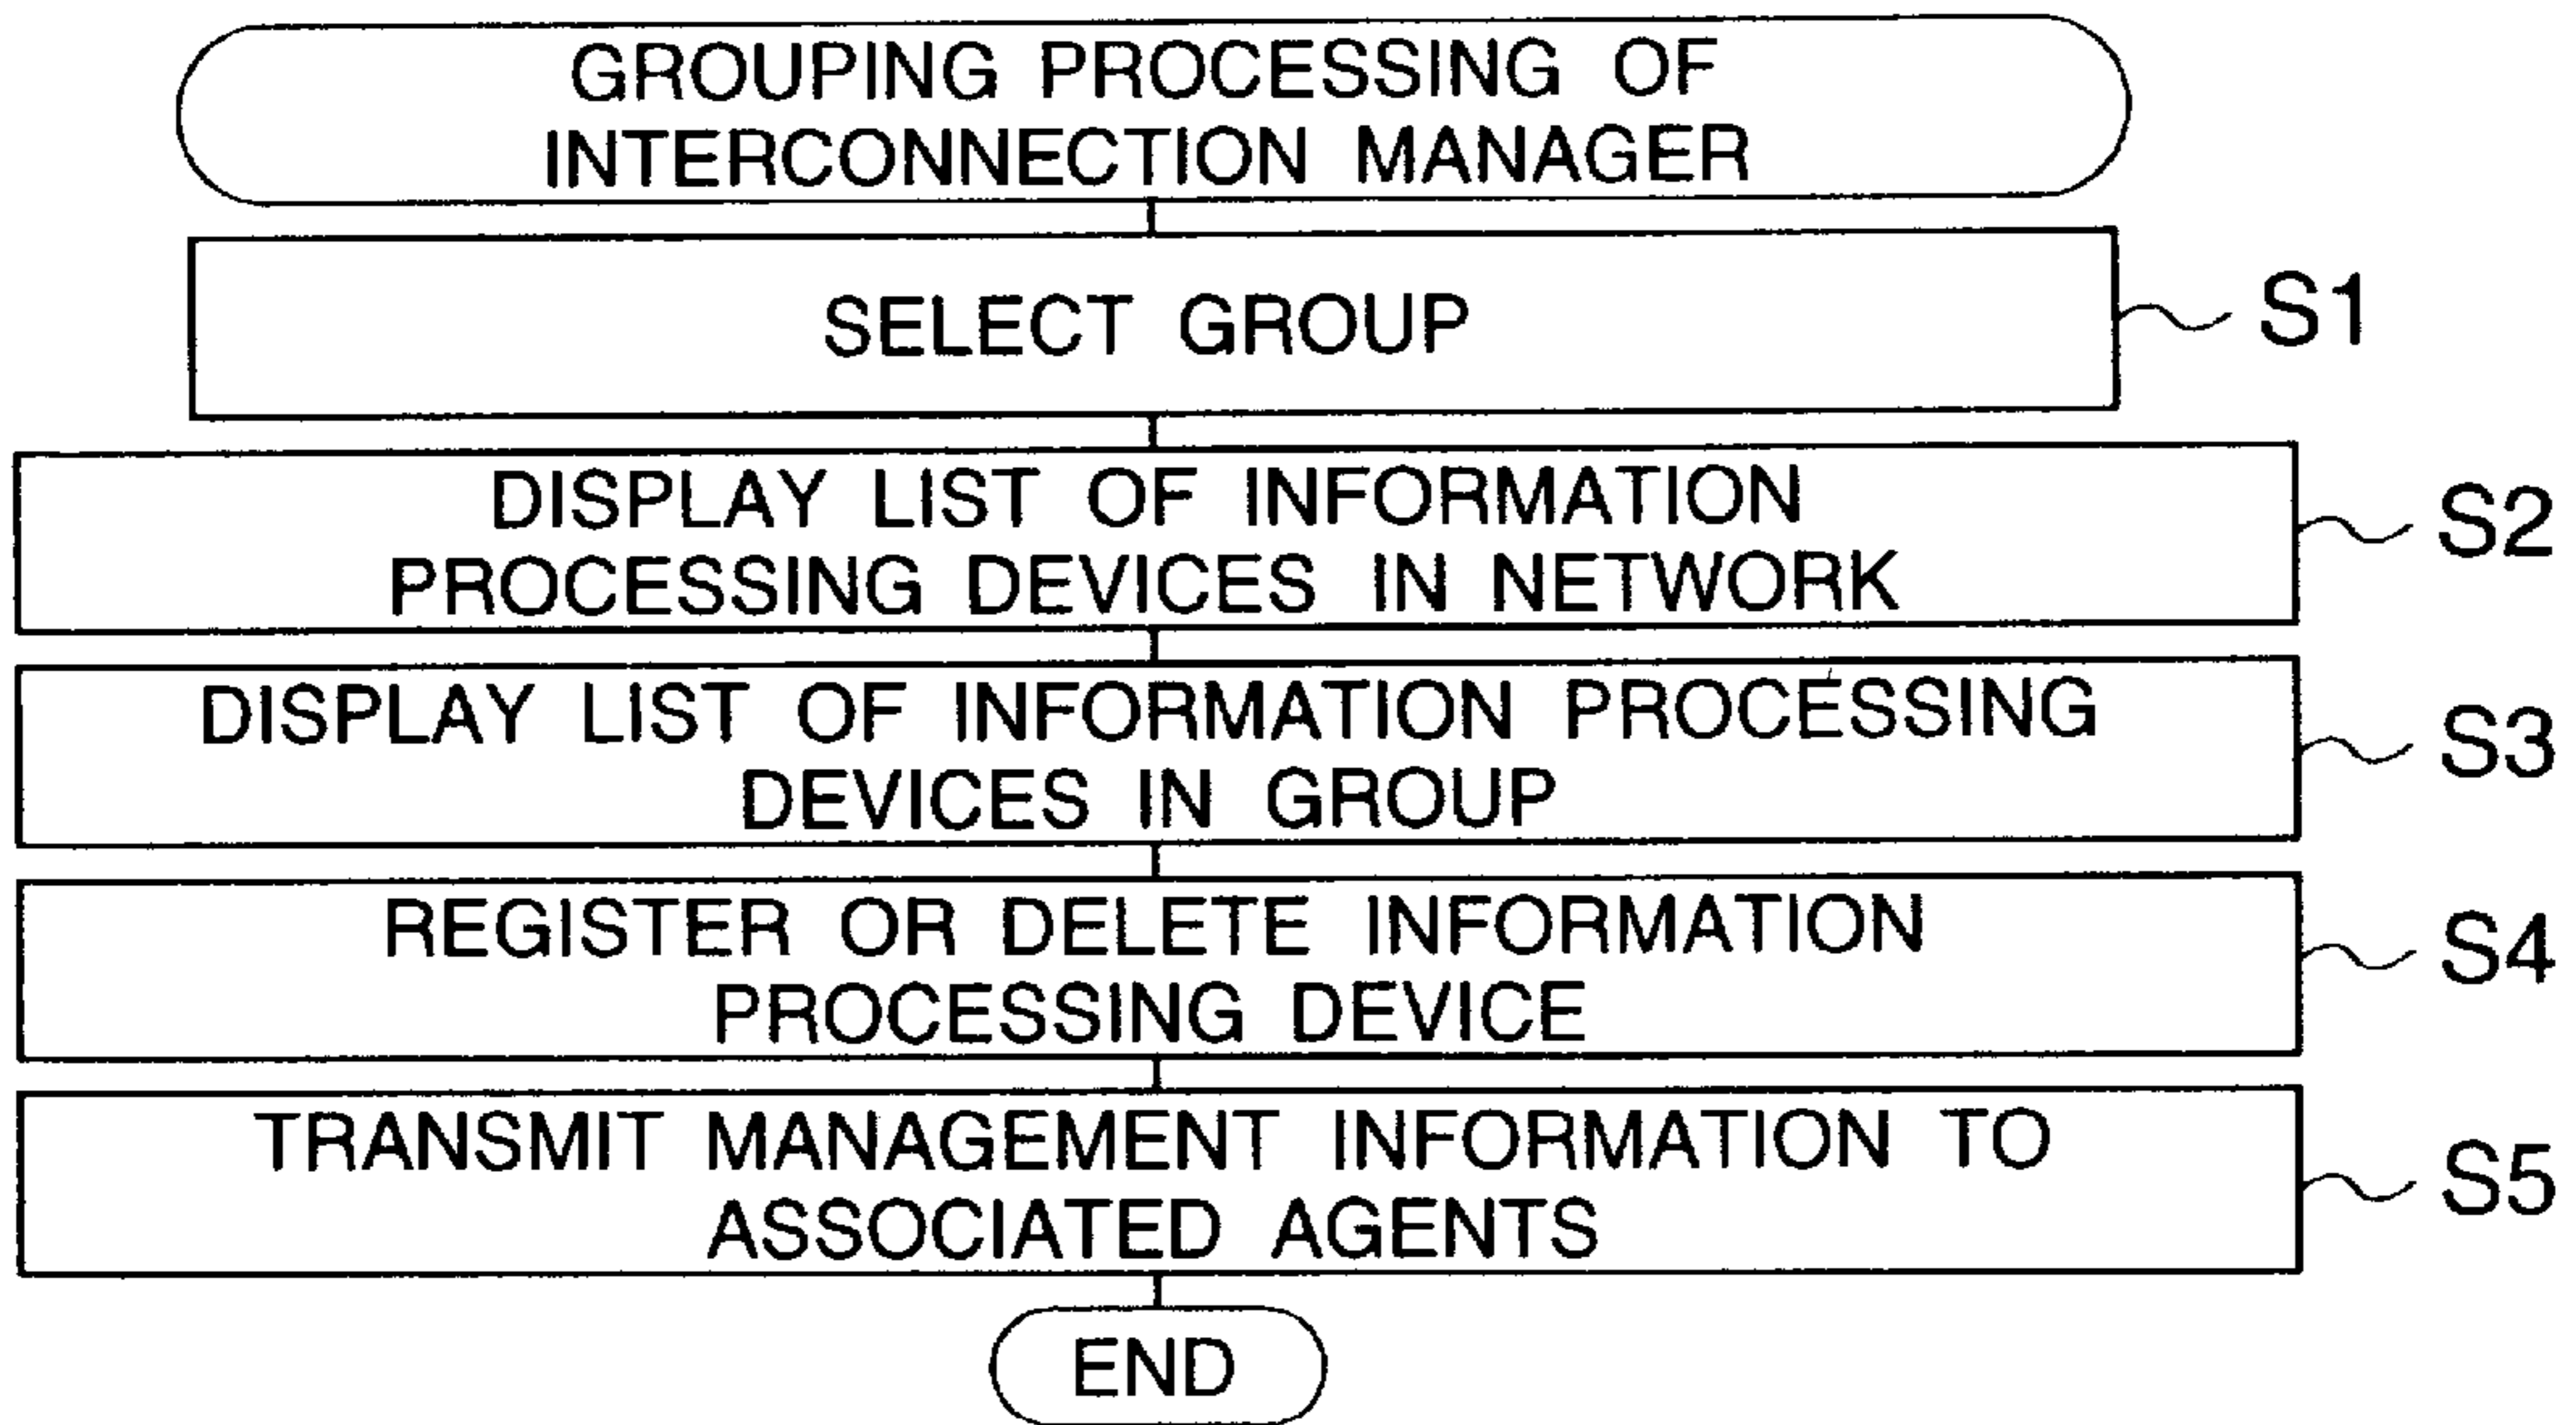 GROUPING PROCESSING OF
INTERCONNECTION MANAGER
SELECT GROUP
S1
DISPLAY LIST OF INFORMATION
PROCESSING DEVICES IN NETWORK
S2
DISPLAY LIST OF INFORMATION PROCESSING
DEVICES IN GROUP
S3
REGISTER OR DELETE INFORMATION
PROCESSING DEVICE
S4
TRANSMIT MANAGEMENT INFORMATION TO
ASSOCIATED AGENTS
S5
END